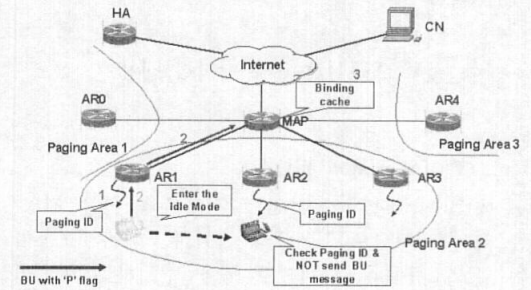 HA
CN
Internet
3
Binding
cache
AR0
MAP
AR4
Paging Area 1
2
Paging Area 3
AR1
AR2
AR3
1
2
Enter the
Idle Mode
Paging ID
Paging ID
Paging Area 2
Check Paging ID &
NOT send BU
message
BU with 'P' flag